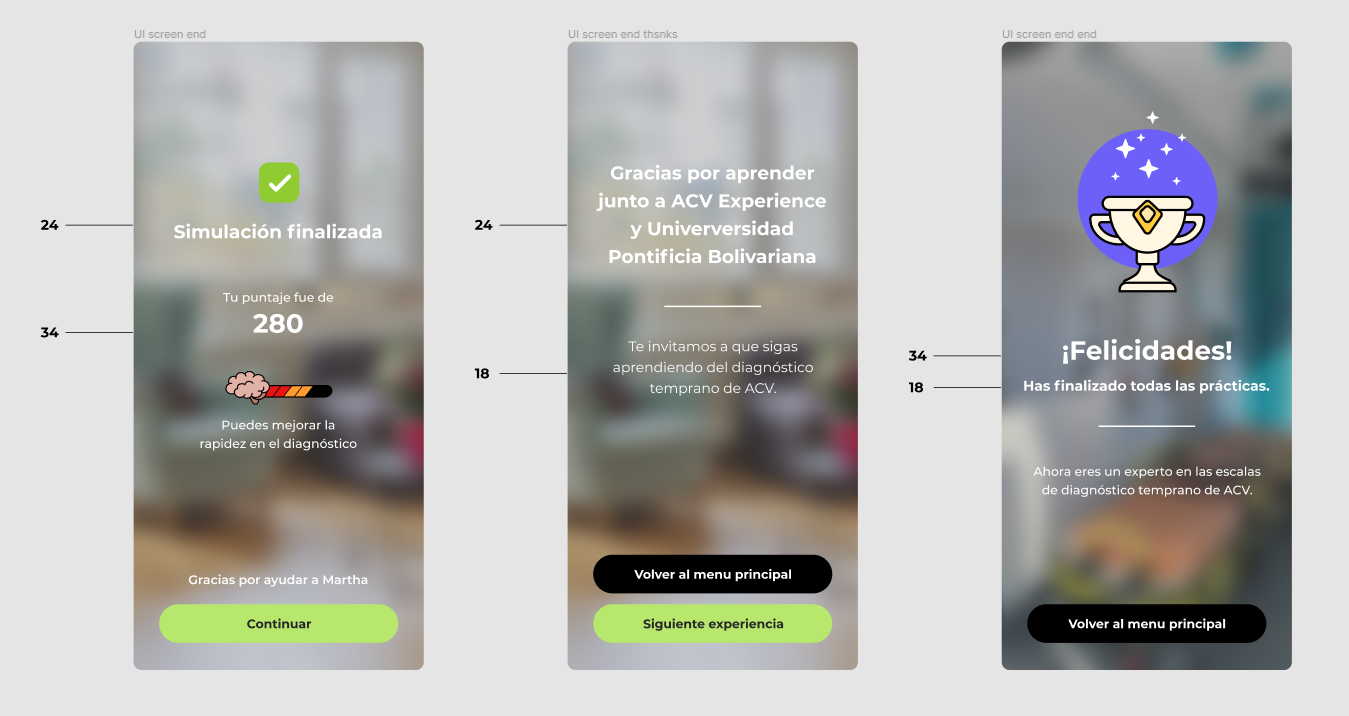 UI screen end
24
Simulación finalizada
Tu puntaje fue de
34
280
Puedes mejorar la
rapidez en el diagnóstico
Gracias por ayudar a Martha
Continuar
UI screen end thsnks
Gracias por aprender
junto a ACV Experience
24
y Univerversidad
Pontificia Bolivariana
Te invitamos a que sigas
18
aprendiendo del diagnóstico
temprano de ACV.
Volver al menu principal
Siguiente experiencia
UI screen end end
34
¡Felicidades!
18
Has finalizado todas las prácticas.
Ahora eres un experto en las escalas
de diagnóstico temprano de ACV.
Volver al menu principal